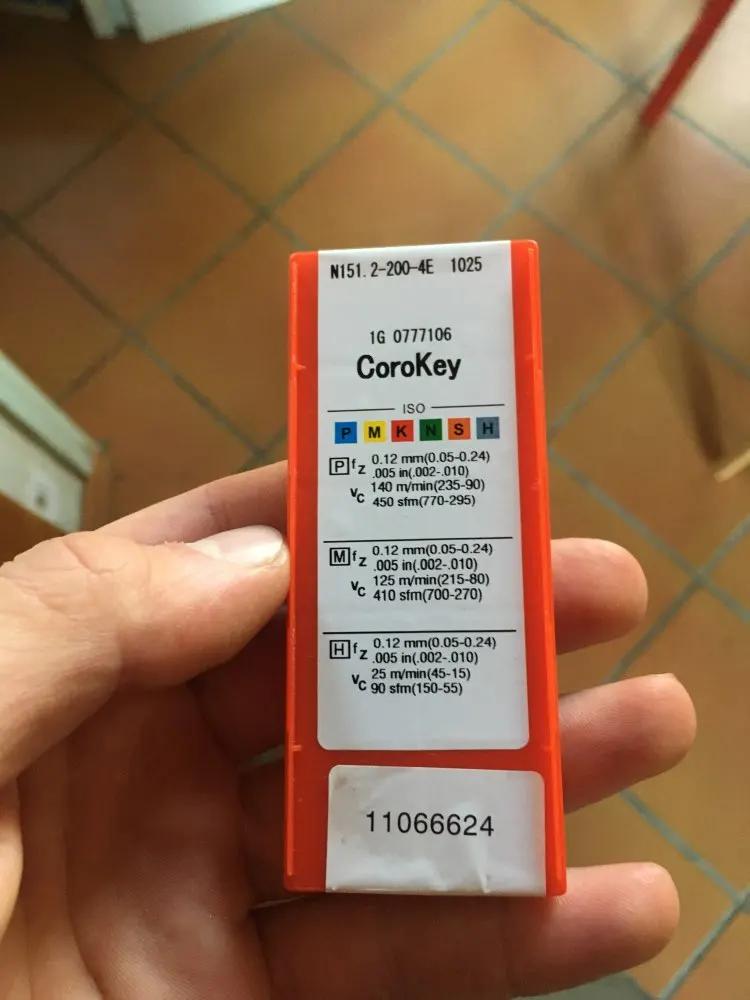 N151.2-200-4E 1025
1G 0777106
CoroKey
ISO
P M K N S H
P fz 0.12 mm(0.05-0.24)
.005 in(.002-.010)
vc 140 m/min(235-90)
450 sfm(770-295)
M fz 0.12 mm(0.05-0.24)
.005 in(.002-.010)
vc 125 m/min(215-80)
410 sfm(700-270)
H fz 0.12 mm(0.05-0.24)
.005 in(.002-.010)
vc 25 m/min(45-15)
90 sfm(150-55)
11066624